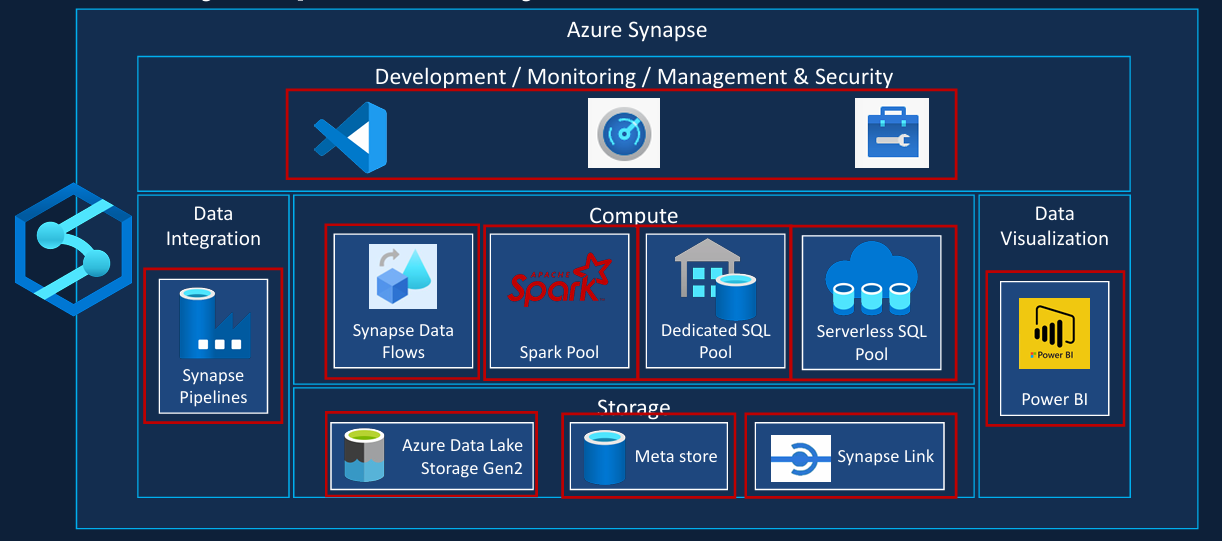 Azure Synapse
Development / Monitoring / Management & Security
Data
Integration
Compute
Data
Visualization
Synapse
Pipelines
Synapse Data
Flows
APACHE
Spark
Spark Pool
Dedicated SQL
Pool
Serverless SQL
Pool
Power BI
Power BI
Storage
Azure Data Lake
Storage Gen2
Meta store
Synapse Link